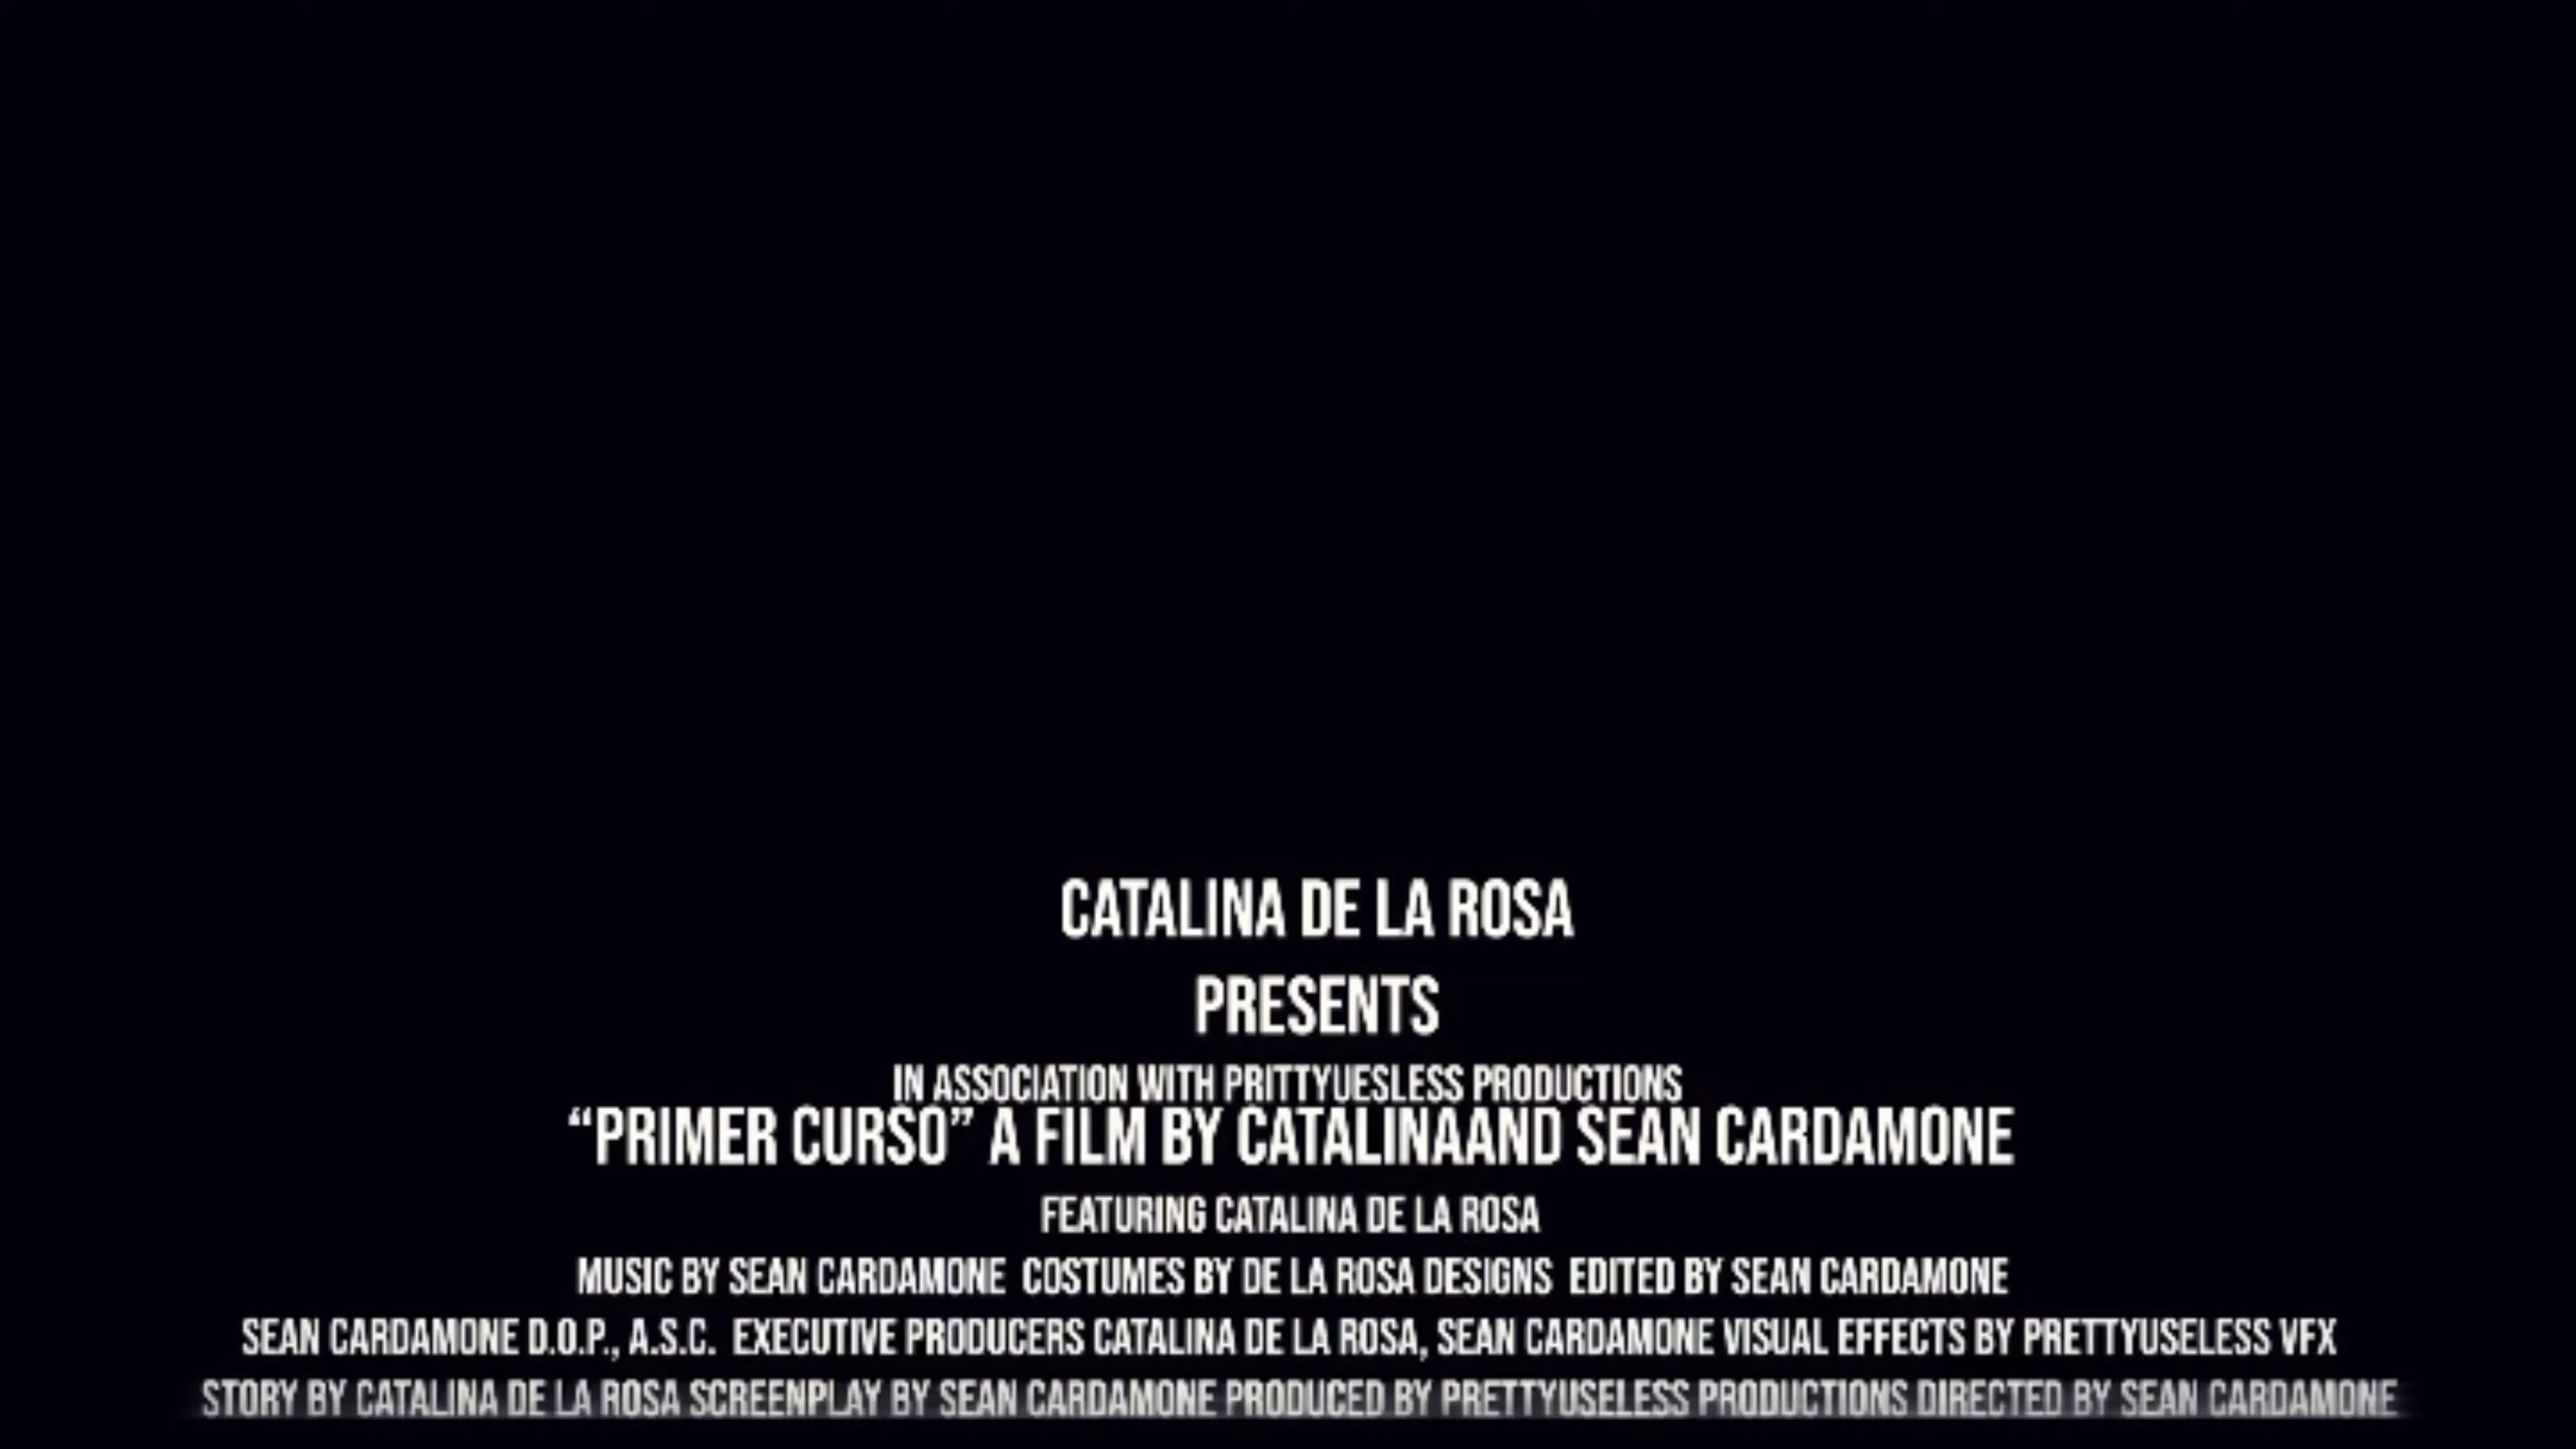 CATALINA DE LA ROSA
PRESENTS
IN ASSOCIATION WITH PRITTYUESLESS PRODUCTIONS
“PRIMER CURSO” A FILM BY CATALINAAND SEAN CARDAMONE
FEATURING CATALINA DE LA ROSA
MUSIC BY SEAN CARDAMONE COSTUMES BY DE LA ROSA DESIGNS EDITED BY SEAN CARDAMONE
SEAN CARDAMONE D.O.P., A.S.C. EXECUTIVE PRODUCERS CATALINA DE LA ROSA, SEAN CARDAMONE VISUAL EFFECTS BY PRETTYUSELESS VFX
STORY BY CATALINA DE LA ROSA SCREENPLAY BY SEAN CARDAMONE PRODUCED BY PRETTYUSELESS PRODUCTIONS DIRECTED BY SEAN CARDAMONE